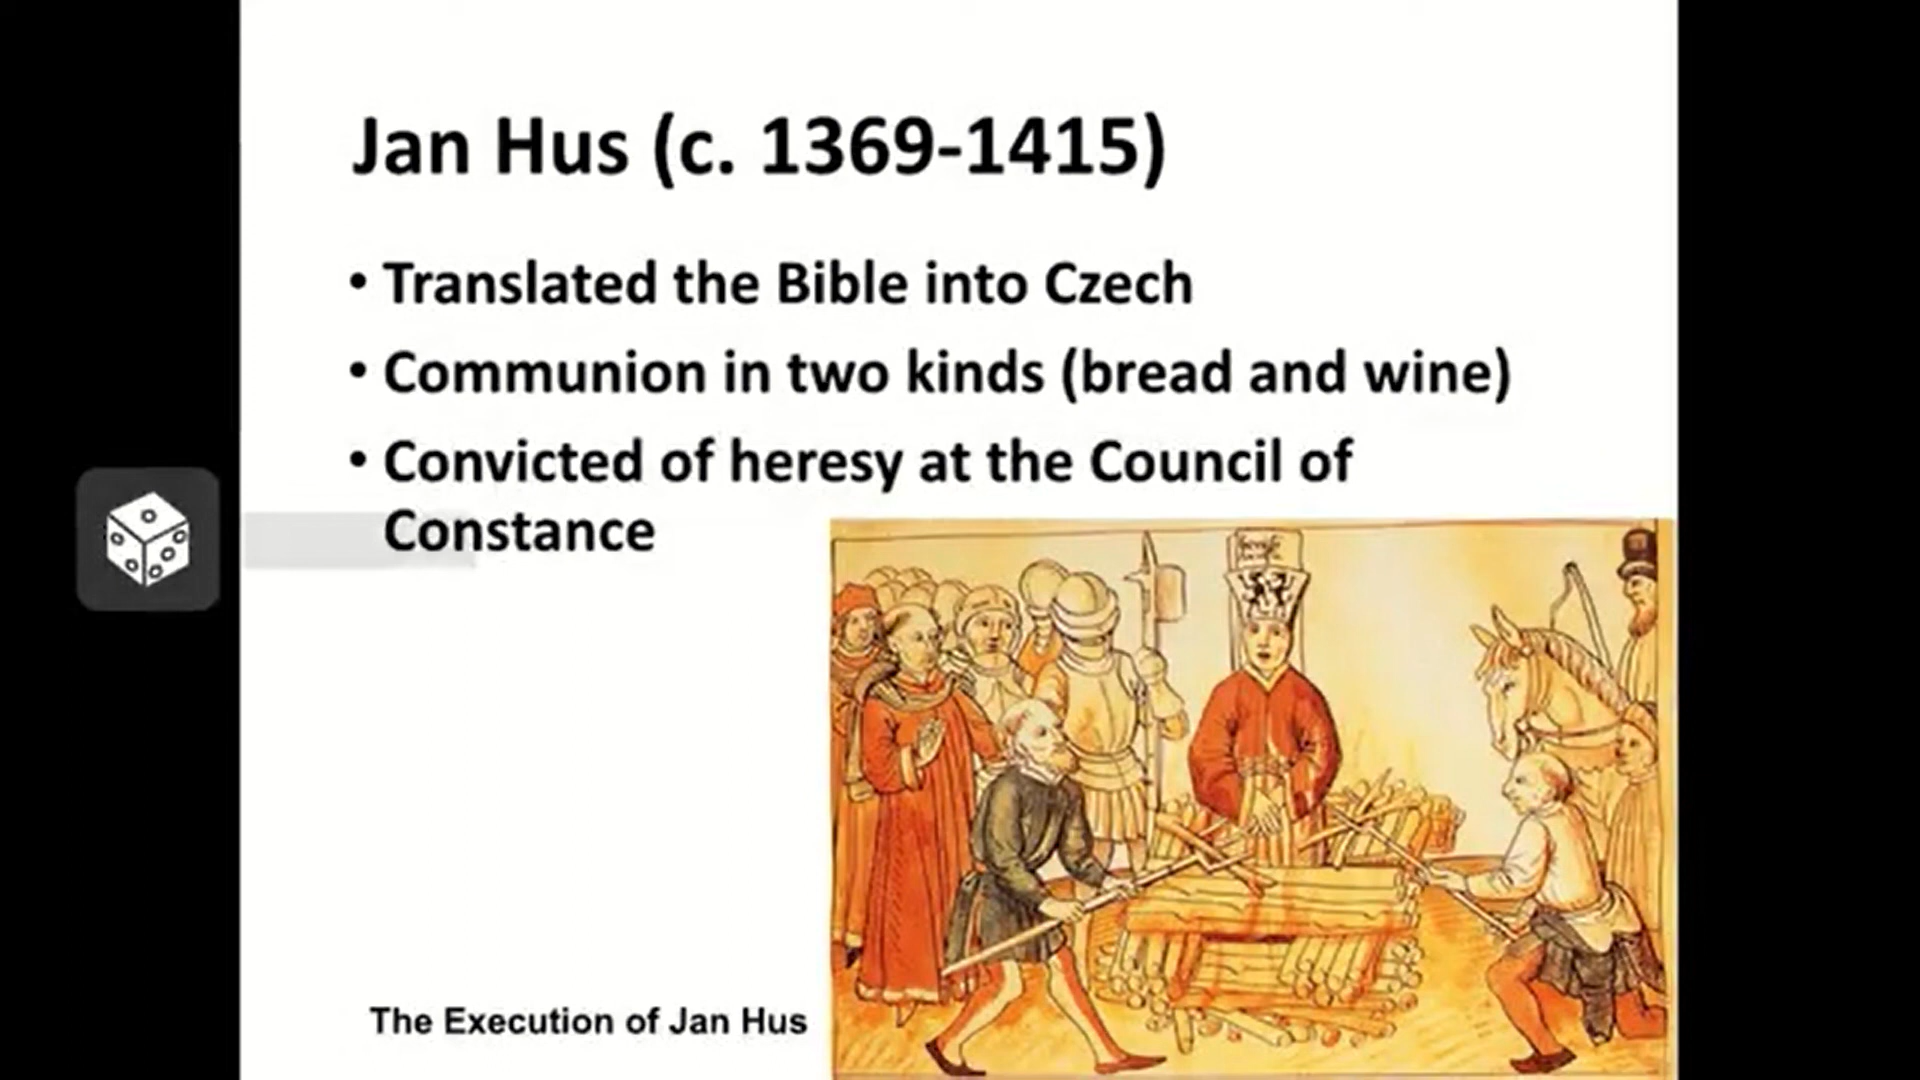 Jan Hus (c. 1369-1415)
• Translated the Bible into Czech
• Communion in two kinds (bread and wine)
• Convicted of heresy at the Council of
Constance
The Execution of Jan Hus